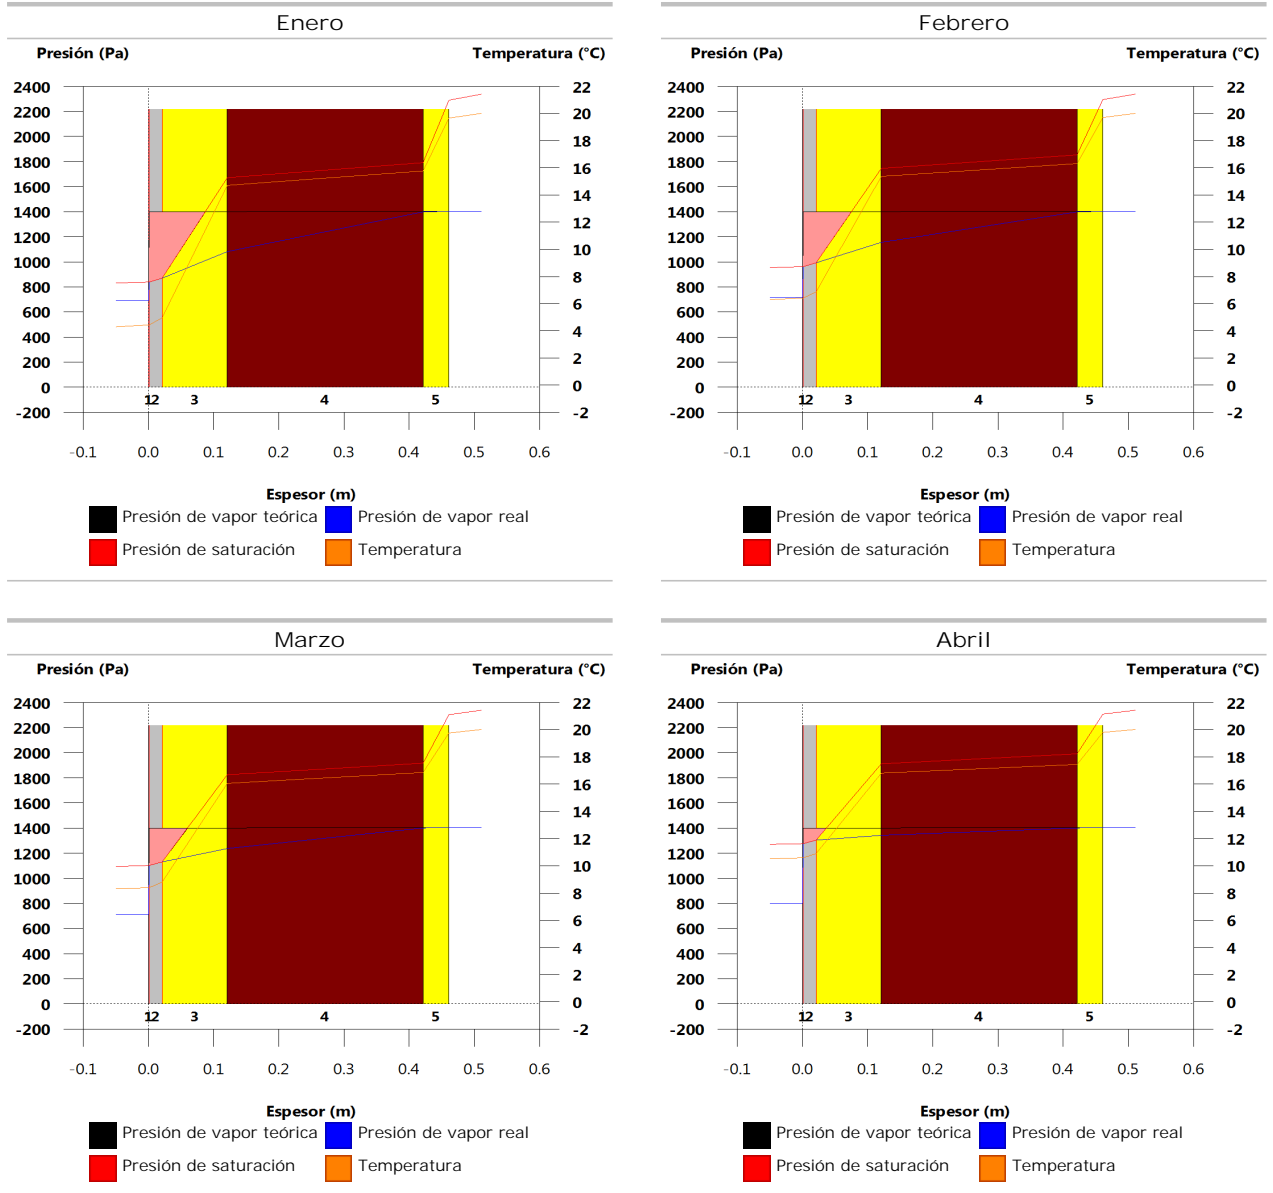 Enero
Presión (Pa) Temperatura (°C)
2400 22
2200 20
2000 18
1800 16
1600 14
1400 12
1200 10
1000 8
800 6
600 4
400 2
200 0
0 -2
-200
12 3 4 5
-0.1 0.0 0.1 0.2 0.3 0.4 0.5 0.6
Espesor (m)
Presión de vapor teórica Presión de vapor real
Presión de saturación Temperatura
Febrero
Presión (Pa) Temperatura (°C)
2400 22
2200 20
2000 18
1800 16
1600 14
1400 12
1200 10
1000 8
800 6
600 4
400 2
200 0
0 -2
-200
12 3 4 5
-0.1 0.0 0.1 0.2 0.3 0.4 0.5 0.6
Espesor (m)
Presión de vapor teórica Presión de vapor real
Presión de saturación Temperatura
Marzo
Presión (Pa) Temperatura (°C)
2400 22
2200 20
2000 18
1800 16
1600 14
1400 12
1200 10
1000 8
800 6
600 4
400 2
200 0
0 -2
-200
12 3 4 5
-0.1 0.0 0.1 0.2 0.3 0.4 0.5 0.6
Espesor (m)
Presión de vapor teórica Presión de vapor real
Presión de saturación Temperatura
Abril
Presión (Pa) Temperatura (°C)
2400 22
2200 20
2000 18
1800 16
1600 14
1400 12
1200 10
1000 8
800 6
600 4
400 2
200 0
0 -2
-200
12 3 4 5
-0.1 0.0 0.1 0.2 0.3 0.4 0.5 0.6
Espesor (m)
Presión de vapor teórica Presión de vapor real
Presión de saturación Temperatura